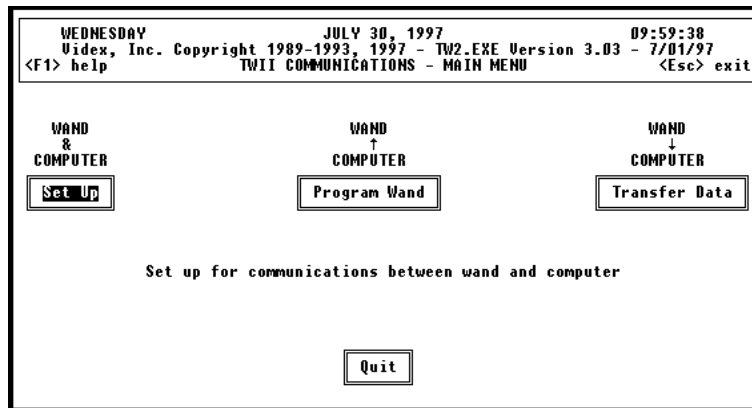 WEDNESDAY JULY 30, 1997 09:59:38
Videx, Inc. Copyright 1989-1993, 1997 - TW2.EXE Version 3.03 - 7/01/97
<F1> help TWII COMMUNICATIONS - MAIN MENU <Esc> exit
WAND WAND WAND
& ↑ ↓
COMPUTER COMPUTER COMPUTER
Set Up Program Wand Transfer Data
Set up for communications between wand and computer
Quit